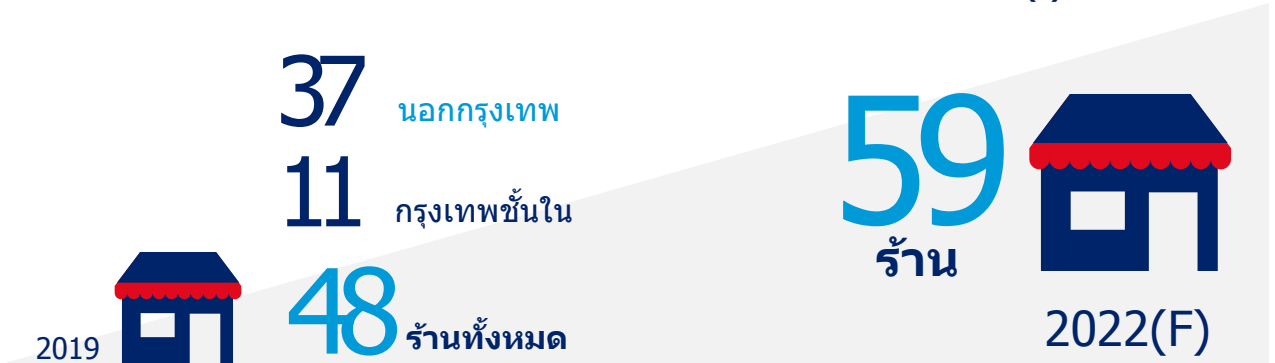 37 นอกกรุงเทพ
11 กรุงเทพชั้นใน
48 ร้านทั้งหมด
2019
59
ร้าน
2022(F)